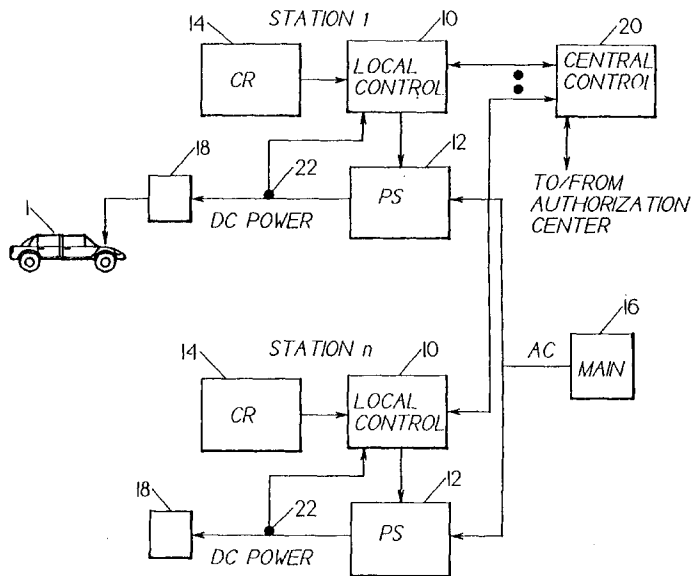 STATION 1
14
10
20
CR
LOCAL
CONTROL
CENTRAL
CONTROL
18
22
12
1
DC POWER
PS
TO/FROM
AUTHORIZATION
CENTER
16
AC
MAIN
STATION n
14
10
CR
LOCAL
CONTROL
18
22
12
DC POWER
PS